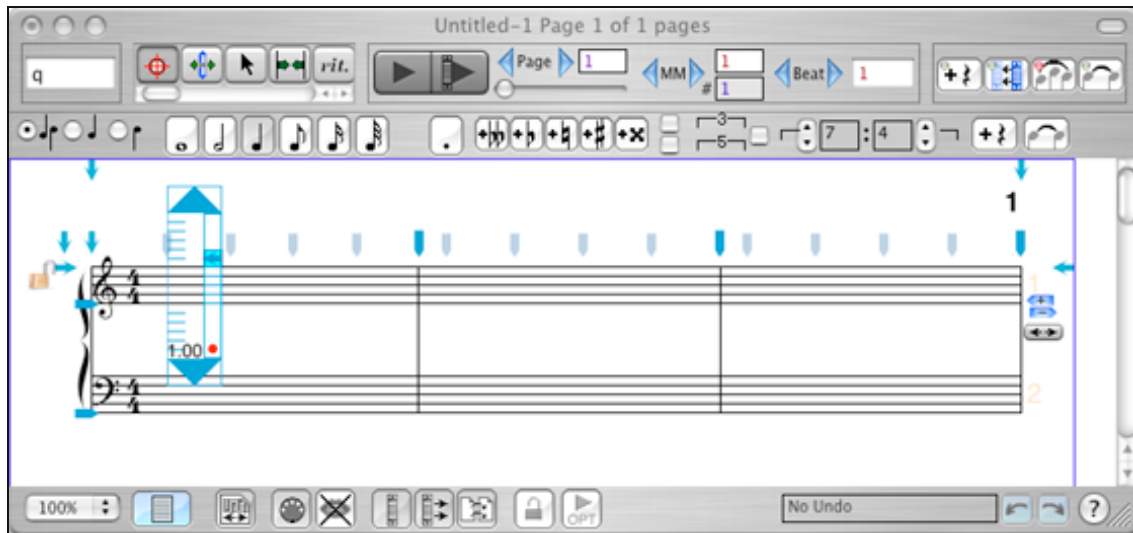 Untitled-1 Page 1 of 1 pages
q
rit.
Page 1
MM 1
# 1
Beat 1
3
5
7 : 4
1
1
1.00
2
100%
OPT
No Undo
?